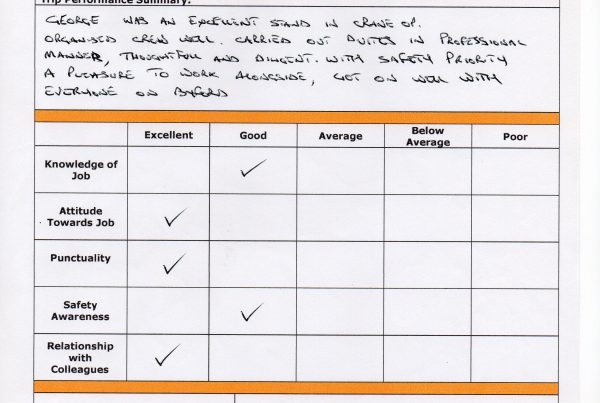 Trip Performance Summary:
GEORGE WAS AN EXCELLENT STAND IN CRANE OP.
ORGANISED CREW WELL. CARRIED OUT DUTIES IN PROFESSIONAL
MANNER, THOUGHTFULL AND DILIGENT. WITH SAFETY PRIORITY
A PLEASURE TO WORK ALONGSIDE, GOT ON WELL WITH
EVERYONE ON BYFORD
Excellent Good Average Below Average Poor
Knowledge of Job ✓
Attitude Towards Job ✓
Punctuality ✓
Safety Awareness ✓
Relationship with Colleagues ✓